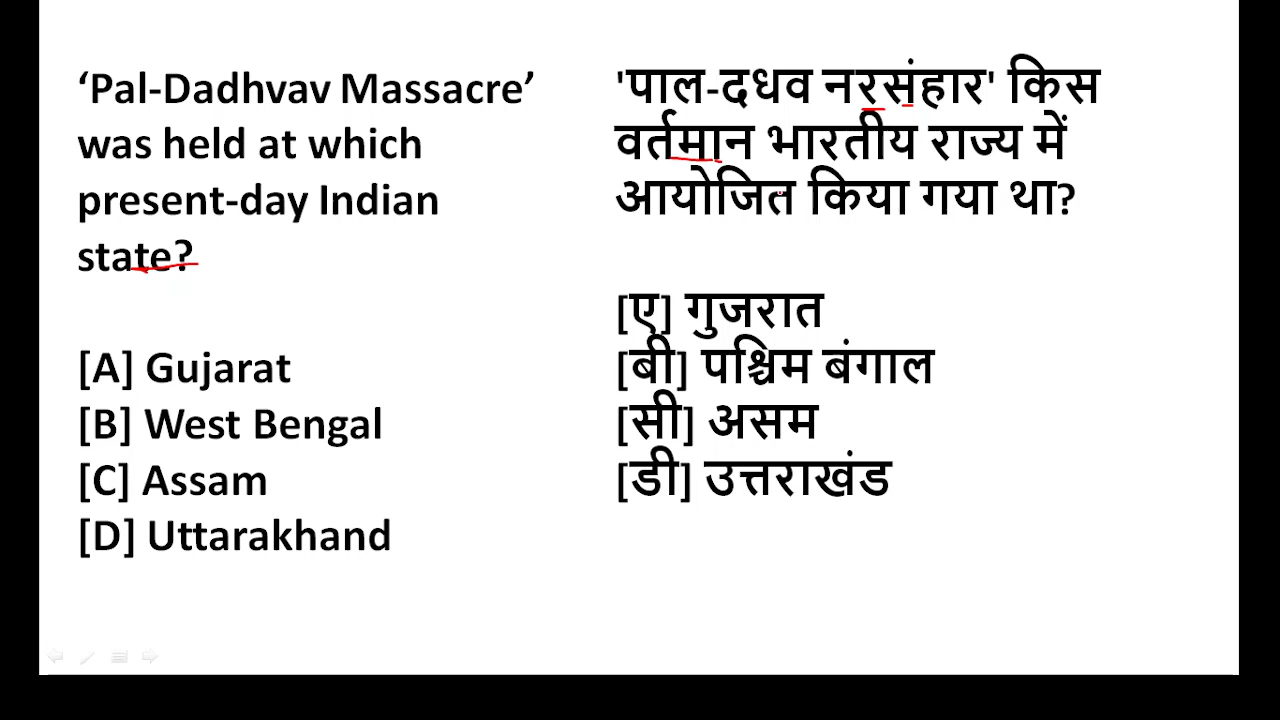 ‘Pal-Dadhvav Massacre’
was held at which
present-day Indian
state?
[A] Gujarat
[B] West Bengal
[C] Assam
[D] Uttarakhand
'पाल-दधव नरसंहार' किस
वर्तमान भारतीय राज्य में
आयोजित किया गया था?
[ए] गुजरात
[बी] पश्चिम बंगाल
[सी] असम
[डी] उत्तराखंड